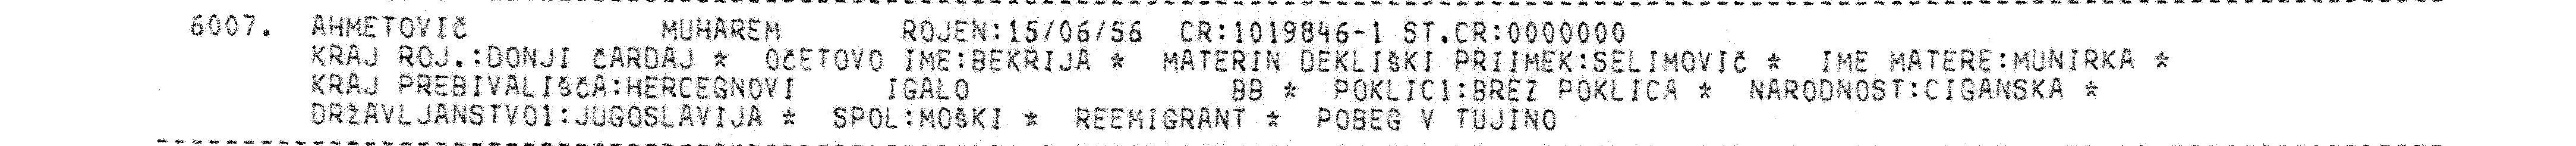 6007. AHMETOVIČ MUHAREM ROJEN:15/06/56 CR:1019846-1 ST.CR:0000000
KRAJ ROJ.:DONJI ČARDAJ * OČETOVO IME:BEKRIJA * MATERIN DEKLIŠKI PRIIMEK:SELIMOVIČ * IME MATERE:MUNIRKA *
KRAJ PREBIVALIŠČA:HERCEGNOVI IGALO BB * POKLIC1:BREZ POKLICA * NARODNOST:CIGANSKA *
DRŽAVLJANSTVO1:JUGOSLAVIJA * SPOL:MOŠKI * REEMIGRANT * POBEG V TUJINO